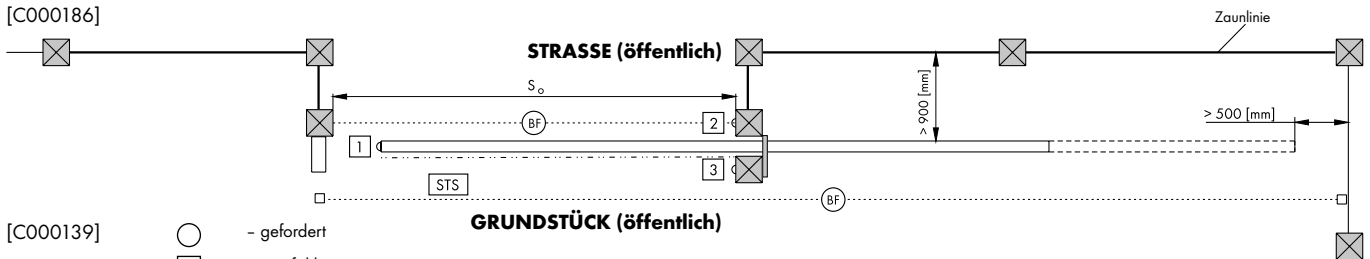 [C000186]
Zaunlinie
STRASSE (öffentlich)
S₀
> 900 [mm]
> 500 [mm]
BF
2
1
3
STS
BF
GRUNDSTÜCK (öffentlich)
[C000139]
– gefordert